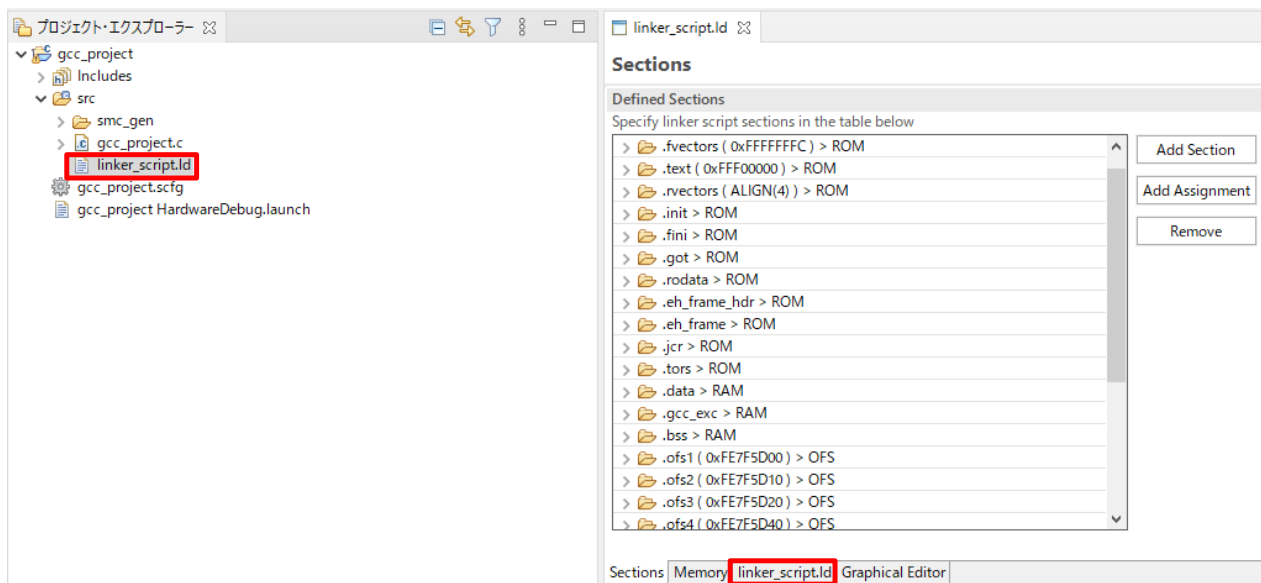 プロジェクト・エクスプローラー
gcc_project
Includes
src
smc_gen
gcc_project.c
linker_script.ld
gcc_project.scfg
gcc_project HardwareDebug.launch
linker_script.ld
Sections
Defined Sections
Specify linker script sections in the table below
.fvectors ( 0xFFFFFFFC ) > ROM
.text ( 0xFFF00000 ) > ROM
.rvectors ( ALIGN(4) ) > ROM
.init > ROM
.fini > ROM
.got > ROM
.rodata > ROM
.eh_frame_hdr > ROM
.eh_frame > ROM
.jcr > ROM
.tors > ROM
.data > RAM
.gcc_exc > RAM
.bss > RAM
.ofs1 ( 0xFE7F5D00 ) > OFS
.ofs2 ( 0xFE7F5D10 ) > OFS
.ofs3 ( 0xFE7F5D20 ) > OFS
.ofs4 ( 0xFE7F5D40 ) > OFS
Add Section
Add Assignment
Remove
Sections Memory linker_script.ld Graphical Editor